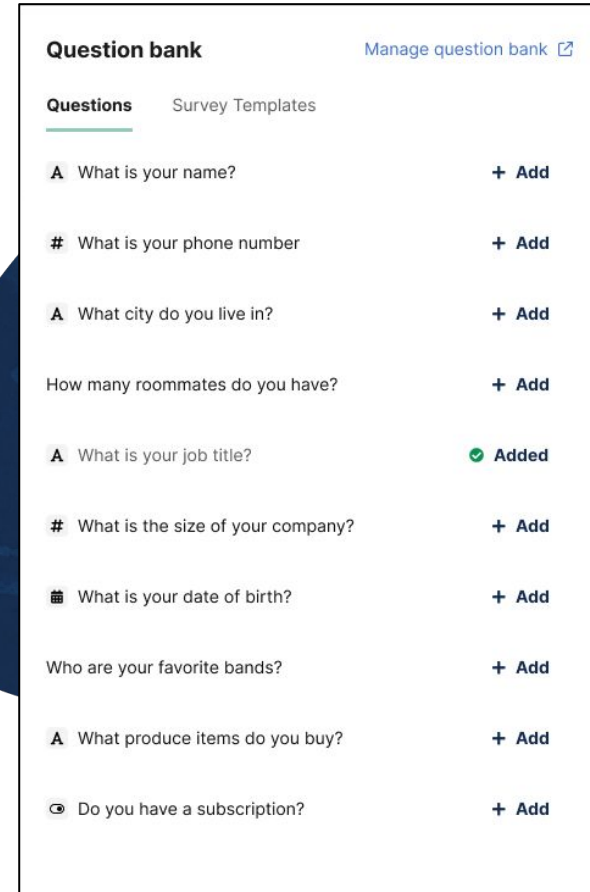 Question bank Manage question bank
Questions Survey Templates
A What is your name? + Add
# What is your phone number + Add
A What city do you live in? + Add
How many roommates do you have? + Add
A What is your job title? Added
# What is the size of your company? + Add
What is your date of birth? + Add
Who are your favorite bands? + Add
A What produce items do you buy? + Add
Do you have a subscription? + Add